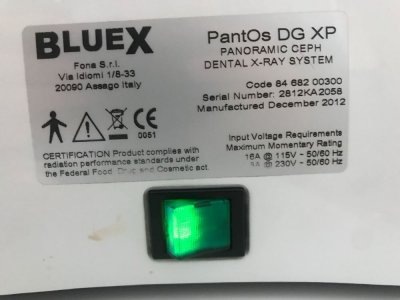 BLUEX
Fona S.r.l.
Via Idiomi 1/8-33
20090 Assago Italy
PantOs DG XP
PANORAMIC CEPH
DENTAL X-RAY SYSTEM
Code 84 682 00300
Serial Number: 2812KA2058
Manufactured December 2012
0051
CERTIFICATION Product complies with
radiation performance standards under
the Federal Food, Drug and Cosmetic act.
Input Voltage Requirements
Maximum Momentary Rating
16A @ 115V - 50/60 Hz
8A @ 230V - 50/60 Hz